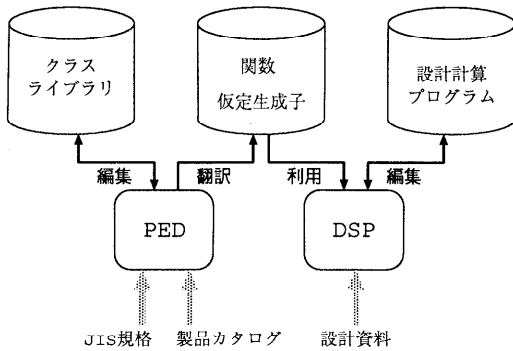 クラス
ライブラリ
関数
仮定生成子
設計計算
プログラム
編集
翻訳
利用
編集
PED
DSP
JIS規格
製品カタログ
設計資料